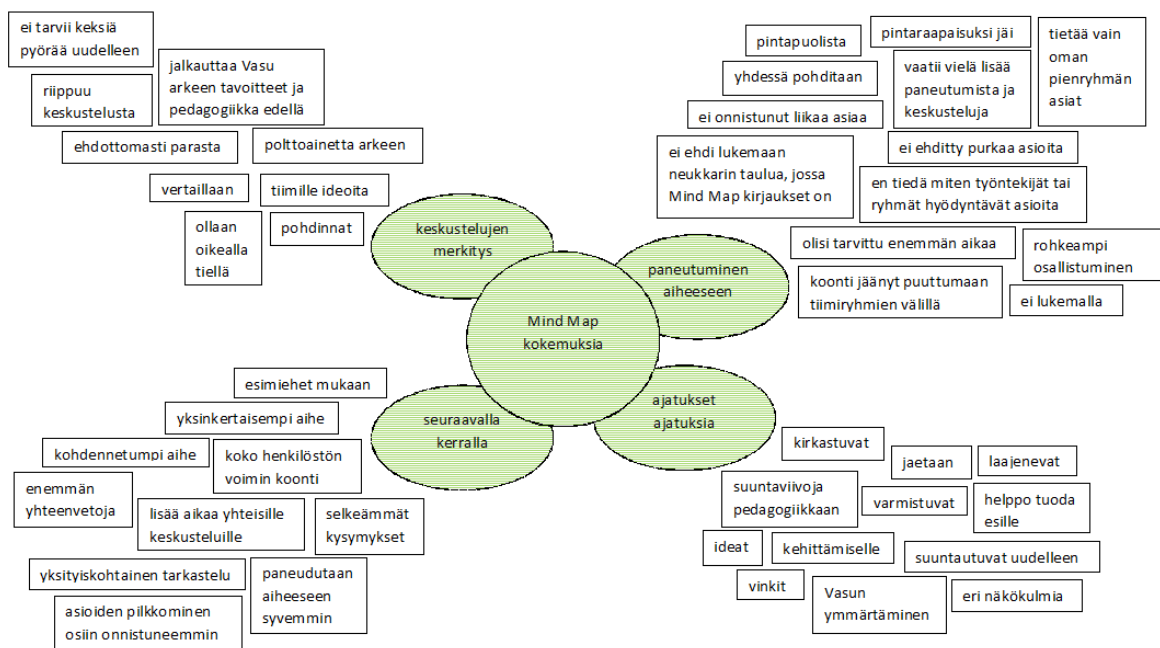 ei tarvii keksiä
pyörää uudelleen
riippuu
keskustelusta
jalkauttaa Vasu
arkeen tavoitteet ja
pedagogiikka edellä
ehdottomasti parasta
polttoainetta arkeen
vertaillaan
tiimille ideoita
ollaan
oikealla
tiellä
pohdinnat
keskustelujen
merkitys
pintapuolista
pintaraapaisuksi jäi
tietää vain
oman
pienryhmän
asiat
yhdessä pohditaan
vaatii vielä lisää
paneutumista ja
keskusteluja
ei onnistunut liikaa asiaa
ei ehdi lukemaan
neukkarin taulua, jossa
Mind Map kirjaukset on
ei ehditty purkaa asioita
en tiedä miten työntekijät tai
ryhmät hyödyntävät asioita
olisi tarvittu enemmän aikaa
rohkeampi
osallistuminen
koonti jäänyt puuttumaan
tiimiryhmien välillä
ei lukemalla
paneutuminen
aiheeseen
Mind Map
kokemuksia
esimiehet mukaan
yksinkertaisempi aihe
kohdennetumpi aihe
koko henkilöstön
voimin koonti
enemmän
yhteenvetoja
lisää aikaa yhteisille
keskusteluille
selkeämmät
kysymykset
yksityiskohtainen tarkastelu
paneudutaan
aiheeseen
syvemmin
asioiden pilkkominen
osiin onnistuneemmin
seuraavalla
kerralla
ajatukset
ajatuksia
kirkastuvat
jaetaan
laajenevat
suuntaviivoja
pedagogiikkaan
varmistuvat
helppo tuoda
esille
ideat
kehittämiselle
suuntautuvat uudelleen
vinkit
Vasun
ymmärtäminen
eri näkökulmia